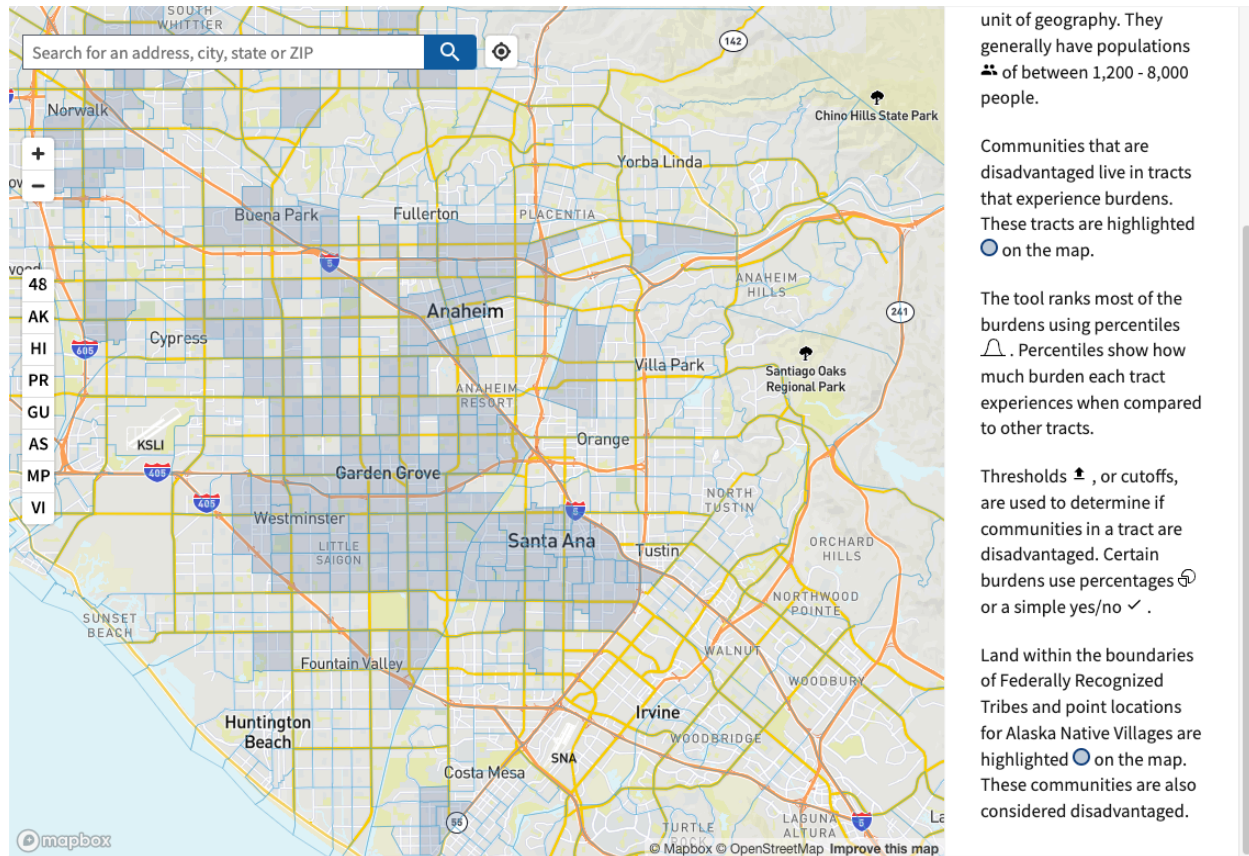 SOUTH
WHITTIER
Search for an address, city, state or ZIP
142
Norwalk
Chino Hills State Park
+
Yorba Linda
−
Buena Park
Fullerton
PLACENTIA
5
48
ANAHEIM
HILLS
AK
Anaheim
241
HI
605
Cypress
PR
Villa Park
Santiago Oaks
Regional Park
GU
ANAHEIM
RESORT
AS
KSLI
Orange
MP
405
Garden Grove
VI
405
Westminster
NORTH
TUSTIN
5
LITTLE
SAIGON
Santa Ana
Tustin
ORCHARD
HILLS
NORTHWOOD
POINTE
SUNSET
BEACH
WALNUT
Fountain Valley
WOODBURY
Huntington
Beach
Irvine
WOODBRIDGE
SNA
Costa Mesa
55
5
LAGUNA
ALTURA
TURTLE
ROCK
La
mapbox
© Mapbox © OpenStreetMap Improve this map
unit of geography. They
generally have populations
of between 1,200 - 8,000
people.
Communities that are
disadvantaged live in tracts
that experience burdens.
These tracts are highlighted
on the map.
The tool ranks most of the
burdens using percentiles
. Percentiles show how
much burden each tract
experiences when compared
to other tracts.
Thresholds , or cutoffs,
are used to determine if
communities in a tract are
disadvantaged. Certain
burdens use percentages
or a simple yes/no ✓ .
Land within the boundaries
of Federally Recognized
Tribes and point locations
for Alaska Native Villages are
highlighted on the map.
These communities are also
considered disadvantaged.